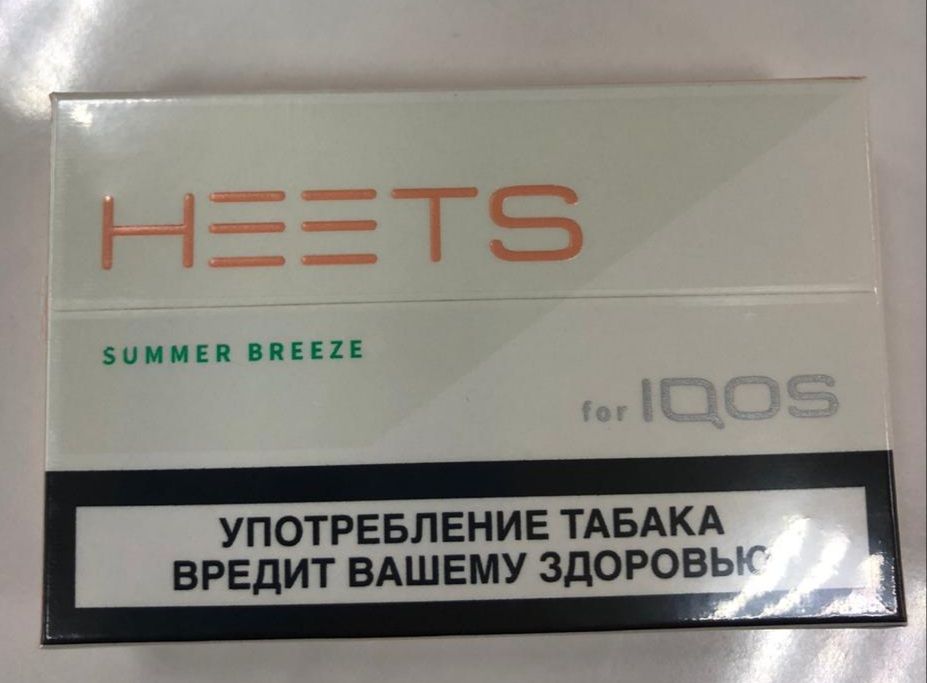 HEETS
SUMMER BREEZE
for IQOS
УПОТРЕБЛЕНИЕ ТАБАКА
ВРЕДИТ ВАШЕМУ ЗДОРОВЬЮ